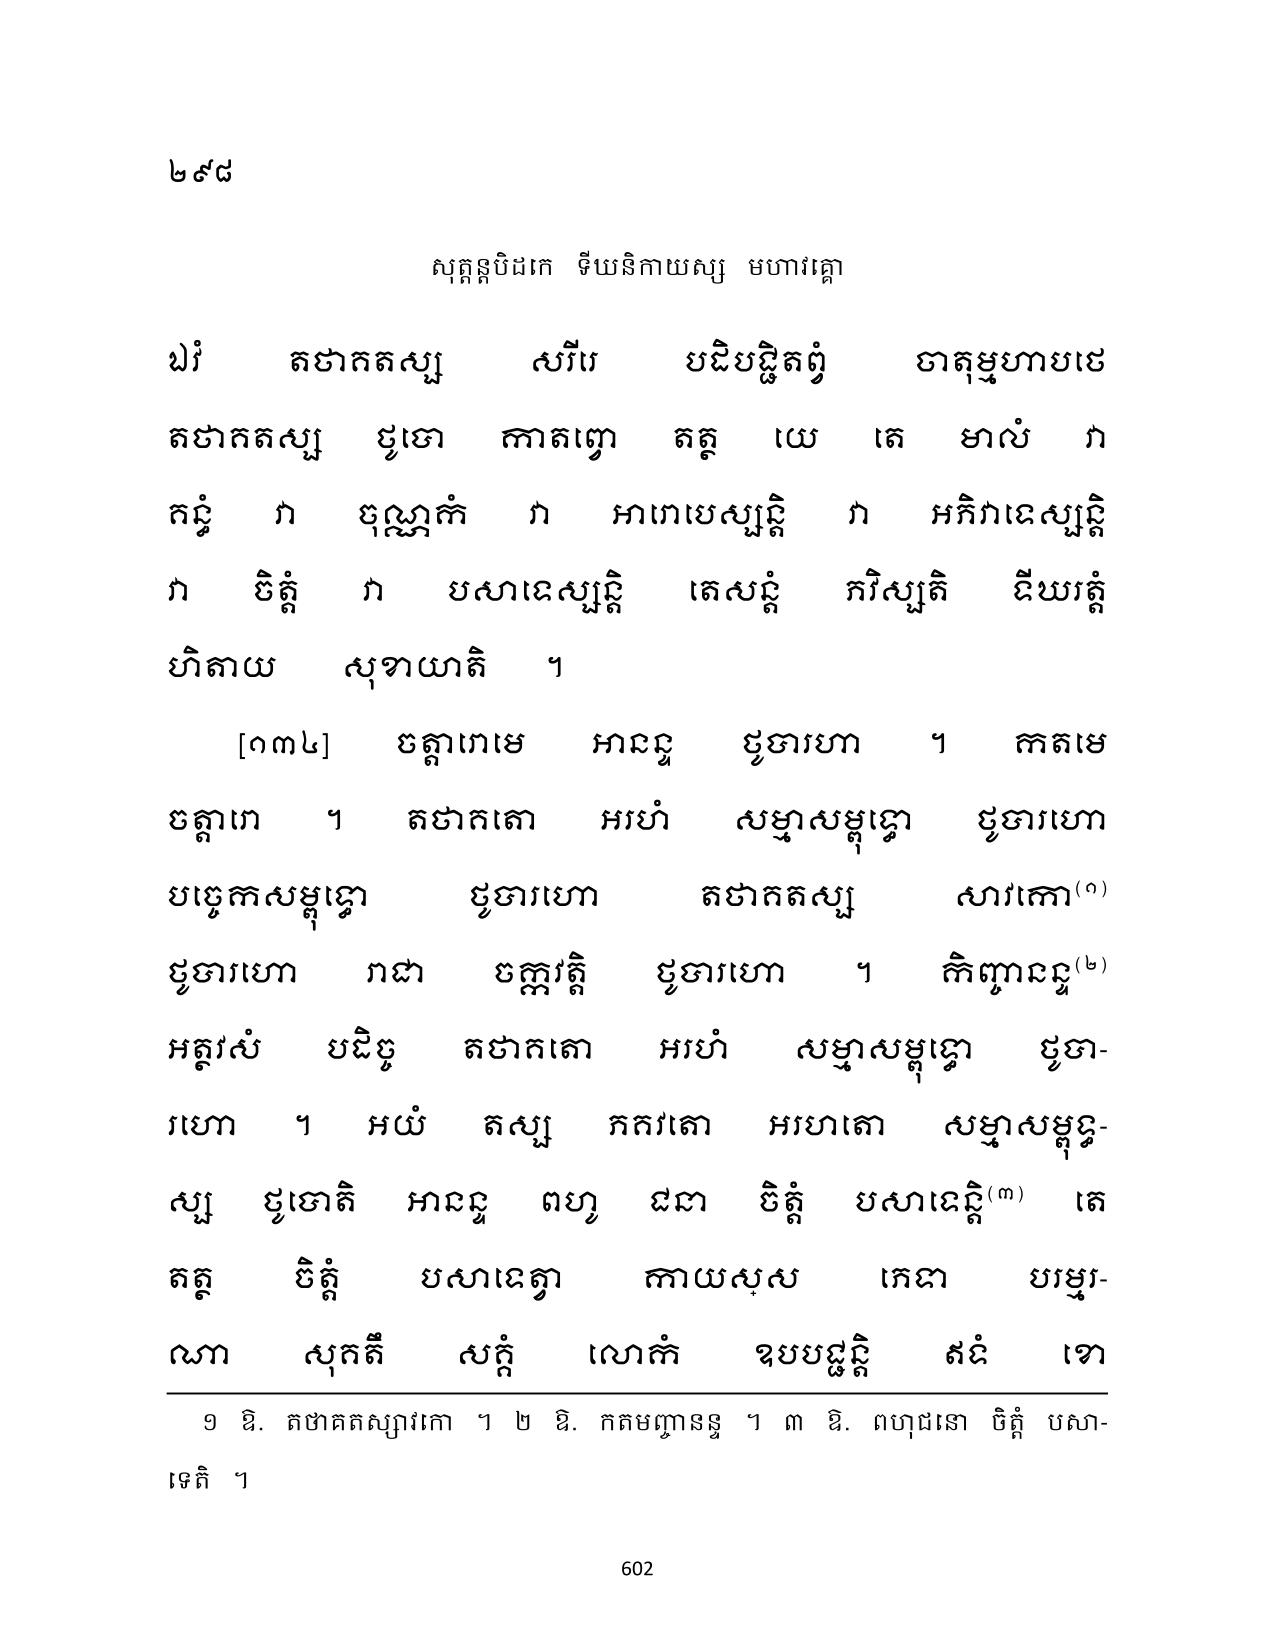 ២៩៨
សុត្តន្តបិដកេ ទីឃនិកាយស្ស មហាវគ្គោ
ឯវំ តថាគតស្ស សរីរេ បដិបជ្ជិតព្វំ ចាតុម្មហាបថេ
តថាគតស្ស ថូបោ កាតព្វោ តត្ថ យេ តេ មាលំ វា
គន្ធំ វា ចុណ្ណកំ វា អារោបេស្សន្តិ វា អភិវាទេស្សន្តិ
វា ចិត្តំ វា បសាទេស្សន្តិ តេសន្តំ ភវិស្សតិ ទីឃរត្តំ
ហិតាយ សុខាយាតិ ។
[១៣៤] ចត្តារោមេ អានន្ទ ថូបារហា ។ កតមេ
ចត្តារោ ។ តថាគតោ អរហំ សម្មាសម្ពុទ្ធោ ថូបារហោ
បច្ចេកសម្ពុទ្ធោ ថូបារហោ តថាគតស្ស សាវកោ(១)
ថូបារហោ រាជា ចក្កវត្តិ ថូបារហោ ។ កិញ្ចានន្ទ(២)
អត្ថវសំ បដិច្ច តថាគតោ អរហំ សម្មាសម្ពុទ្ធោ ថូបា-
រហោ ។ អយំ តស្ស ភគវតោ អរហតោ សម្មាសម្ពុទ្ធ-
ស្ស ថូបោតិ អានន្ទ ពហូ ជនា ចិត្តំ បសាទេន្តិ(៣) តេ
តត្ថ ចិត្តំ បសាទេត្វា កាយស្ស ភេទា បរម្មរ-
ណា សុគតឹ សគ្គំ លោកំ ឧបបជ្ជន្តិ ឥទំ ខោ
១ ឱ. តថាគតស្សាវកោ ។ ២ ឱ. កតមញ្ចានន្ទ ។ ៣ ឱ. ពហុជនោ ចិត្តំ បសា-
ទេតិ ។
602